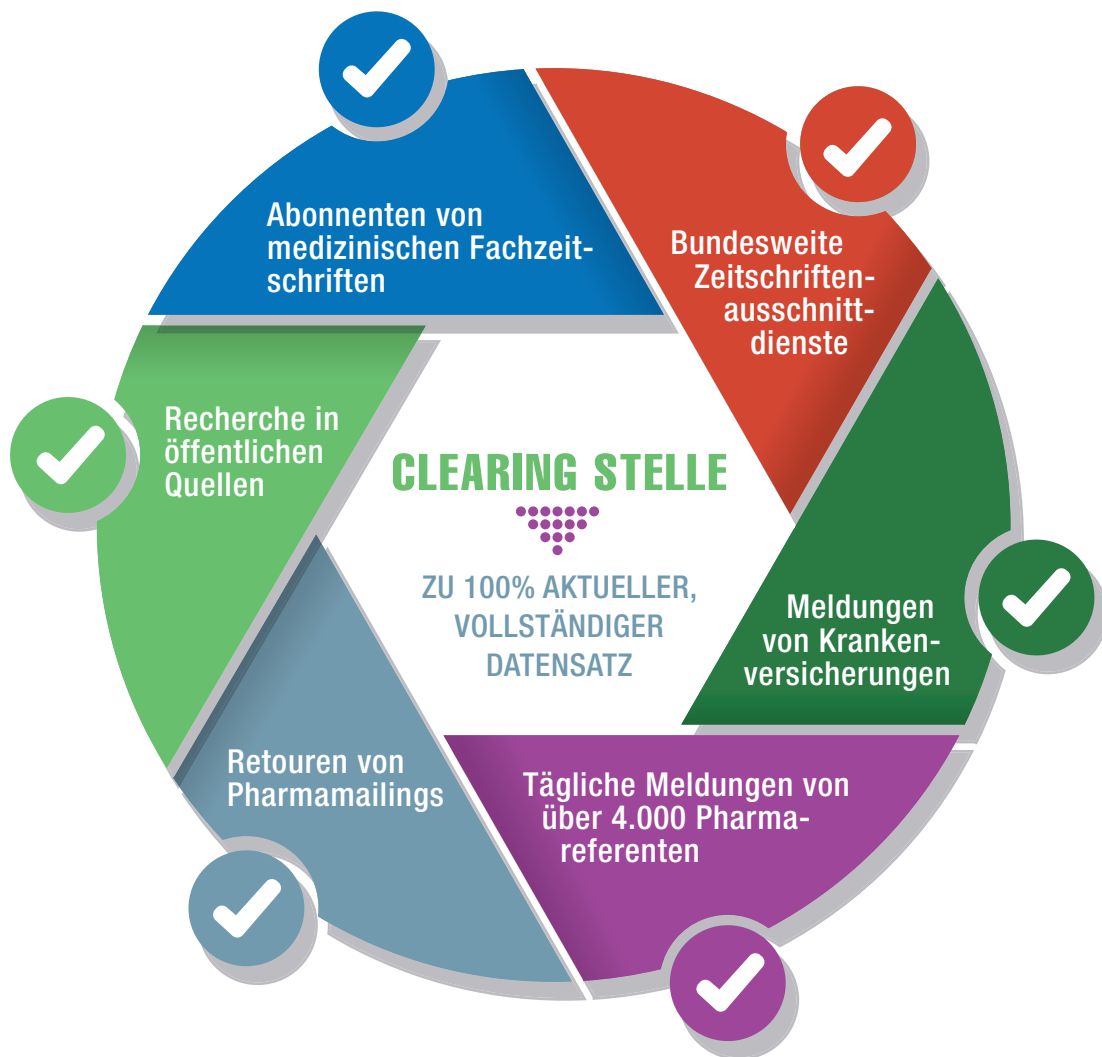 Abonnenten von
medizinischen Fachzeit-
schriften
Bundesweite
Zeitschriften-
ausschnitt-
dienste
Recherche in
öffentlichen
Quellen
CLEARING STELLE
ZU 100% AKTUELLER,
VOLLSTÄNDIGER
DATENSATZ
Meldungen
von Kranken-
versicherungen
Retouren von
Pharmamailings
Tägliche Meldungen von
über 4.000 Pharma-
referenten